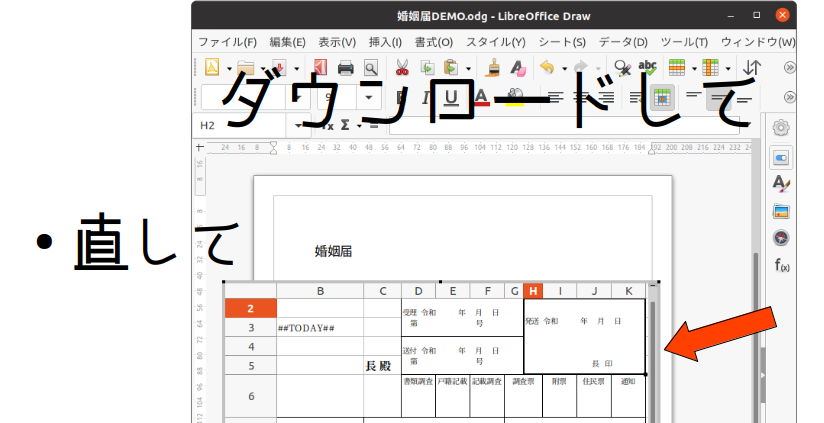 婚姻届DEMO.odg - LibreOffice Draw
ファイル(F) 編集(E) 表示(V) 挿入(I) 書式(O) スタイル(Y) シート(S) データ(D) ツール(T) ウィンドウ(W)
ダウンロードして
H2
24 16 8 8 16 24 32 40 48 56 64 72 80 88 96 104 112 120 128 136 144 152 160 168 176 184 192 200 208 216 224 232
• 直して
婚姻届
B C D E F G H I J K
2 受理 令和 年 月 日 発送 令和 年 月 日
第 号
3 ##TODAY##
4 送付 令和 年 月 日
第 号
5 長 殿 長 印
書類調査 戸籍記載 記載調査 調査票 附票 住民票 通知
6